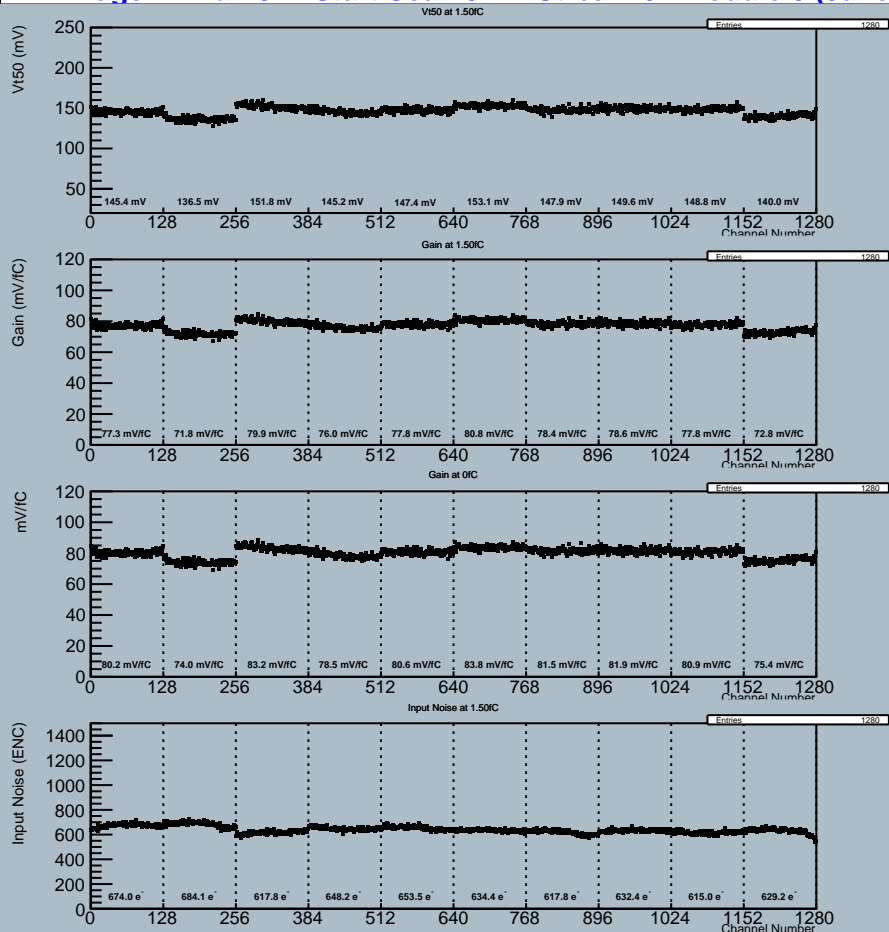 Vt50 at 1.50fC
Entries 1280
Vt50 (mV)
250
200
150
100
50
145.4 mV 136.5 mV 151.8 mV 145.2 mV 147.4 mV 153.1 mV 147.9 mV 149.6 mV 148.8 mV 140.0 mV
0 128 256 384 512 640 768 896 1024 1152 1280
Channel Number
Gain at 1.50fC
Entries 1280
Gain (mV/fC)
120
100
80
60
40
20
0
77.3 mV/fC 71.8 mV/fC 79.9 mV/fC 76.0 mV/fC 77.8 mV/fC 80.8 mV/fC 78.4 mV/fC 78.6 mV/fC 77.8 mV/fC 72.8 mV/fC
0 128 256 384 512 640 768 896 1024 1152 1280
Channel Number
Gain at 0fC
Entries 1280
mV/fC
120
100
80
60
40
20
0
80.2 mV/fC 74.0 mV/fC 83.2 mV/fC 78.5 mV/fC 80.6 mV/fC 83.8 mV/fC 81.5 mV/fC 81.9 mV/fC 80.9 mV/fC 75.4 mV/fC
0 128 256 384 512 640 768 896 1024 1152 1280
Channel Number
Input Noise at 1.50fC
Entries 1280
Input Noise (ENC)
1400
1200
1000
800
600
400
200
0
674.0 e⁻ 684.1 e⁻ 617.8 e⁻ 648.2 e⁻ 653.5 e⁻ 634.4 e⁻ 617.8 e⁻ 632.4 e⁻ 615.0 e⁻ 629.2 e⁻
0 128 256 384 512 640 768 896 1024 1152 1280
Channel Number